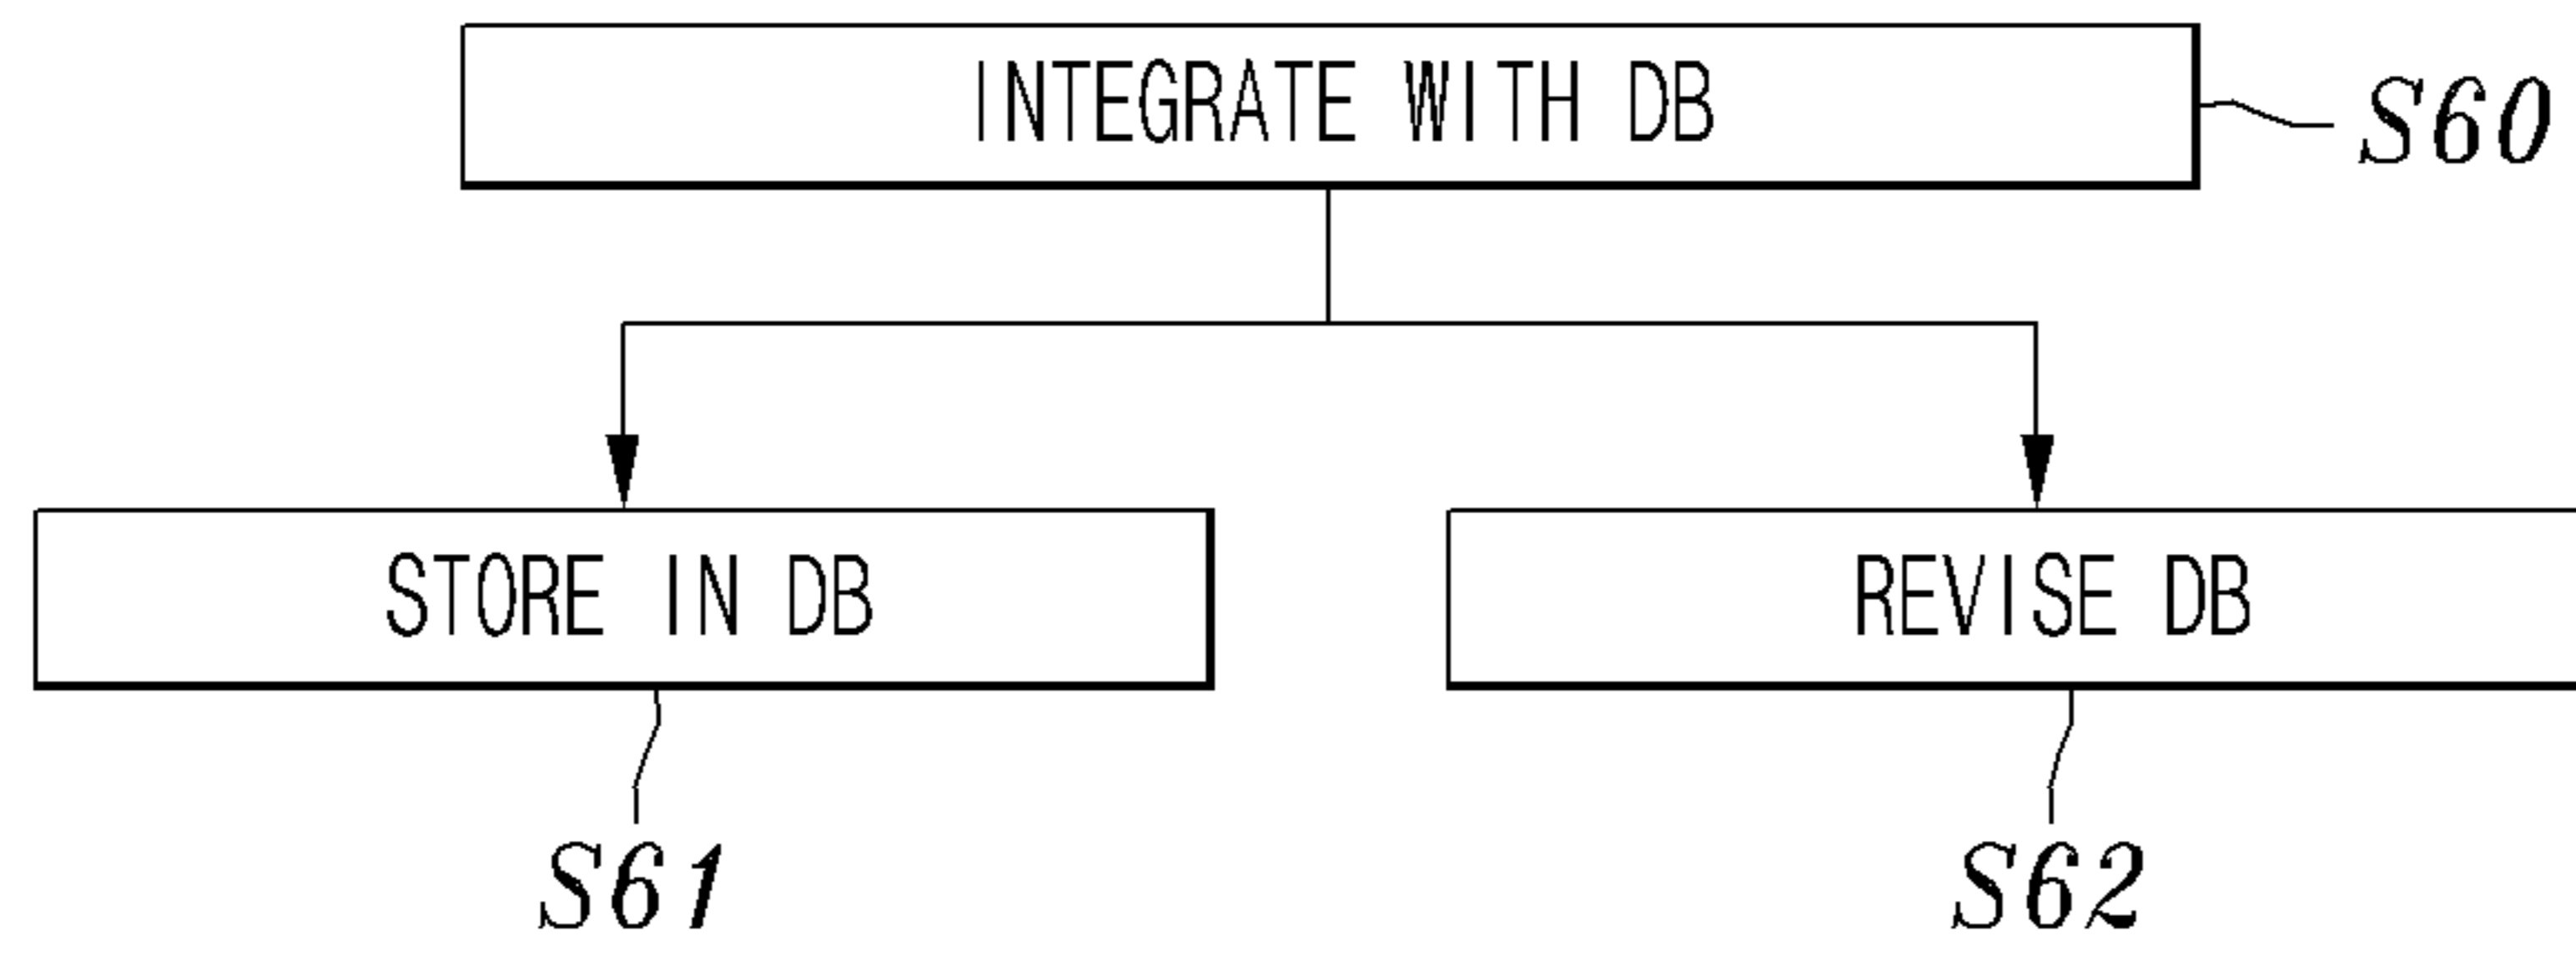 INTEGRATE WITH DB
S60
STORE IN DB
REVISE DB
S61
S62